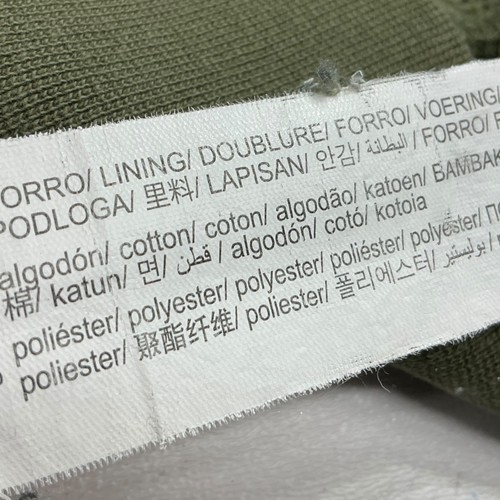 FORRO/ LINING/ DOUBLURE/ FORRO/ VOERING/
PODLOGA/ 里料/ LAPISAN/ 안감/ البطانة/ FORRO/
algodón/ cotton/ coton/ algodão/ katoen/ BAMBAK
棉/ katun/ 면/ قطن/ algodón/ cotó/ kotoia
poliéster/ polyester/ polyester/ poliéster/ polyester/ ПО
poliester/ 聚酯纤维/ poliester/ 폴리에스터/ بوليستير/